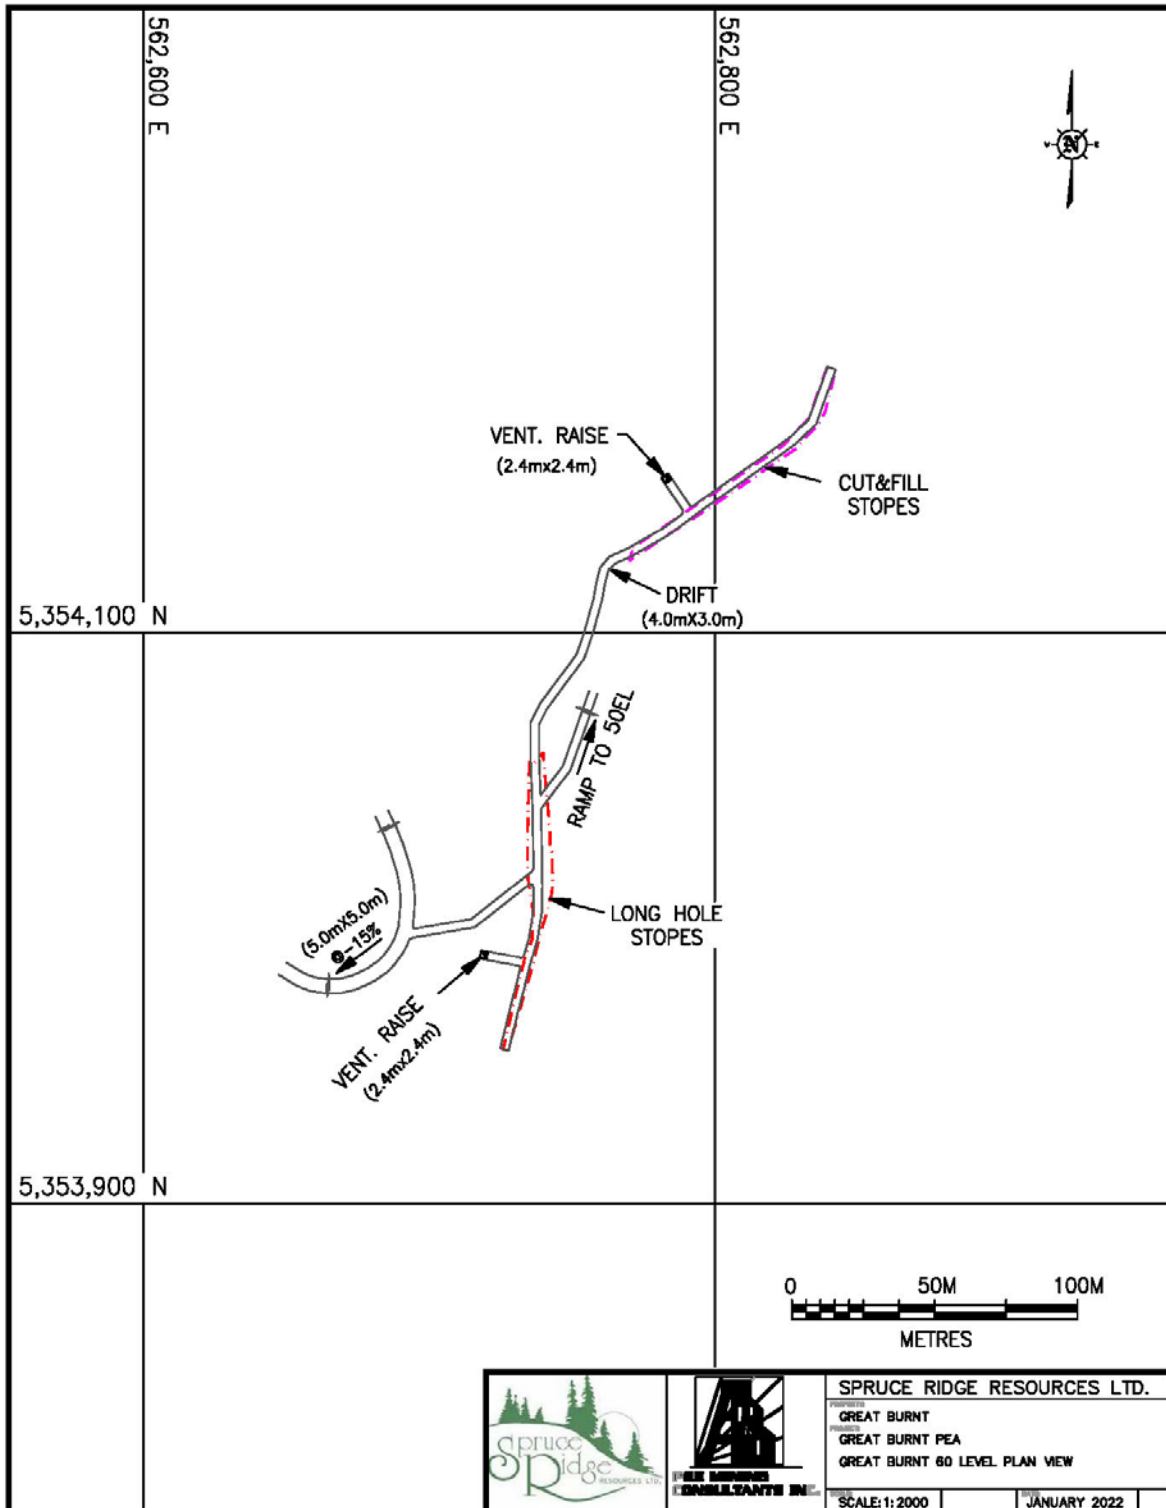 562,600 E
562,800 E
N
VENT. RAISE
(2.4mx2.4m)
CUT&FILL
STOPES
DRIFT
(4.0mX3.0m)
5,354,100 N
RAMP TO 50EL
(5.0mX5.0m)
@-15%
LONG HOLE
STOPES
VENT. RAISE
(2.4mx2.4m)
5,353,900 N
0 50M 100M
METRES
Spruce
Ridge
RESOURCES LTD.
MINING
CONSULTANTS INC.
SPRUCE RIDGE RESOURCES LTD.
GREAT BURNT
GREAT BURNT PEA
GREAT BURNT 60 LEVEL PLAN VIEW
SCALE:1:2000
JANUARY 2022